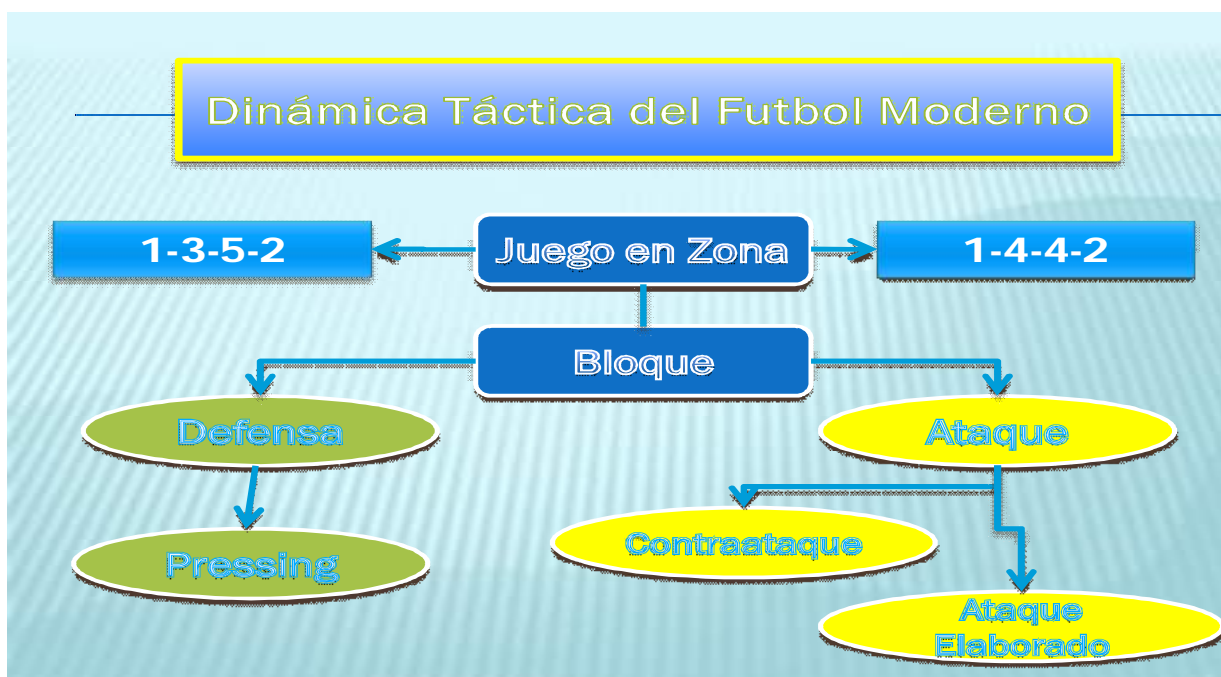 Dinámica Táctica del Futbol Moderno
1-3-5-2
Juego en Zona
1-4-4-2
Bloque
Defensa
Ataque
Pressing
Contraataque
Ataque
Elaborado